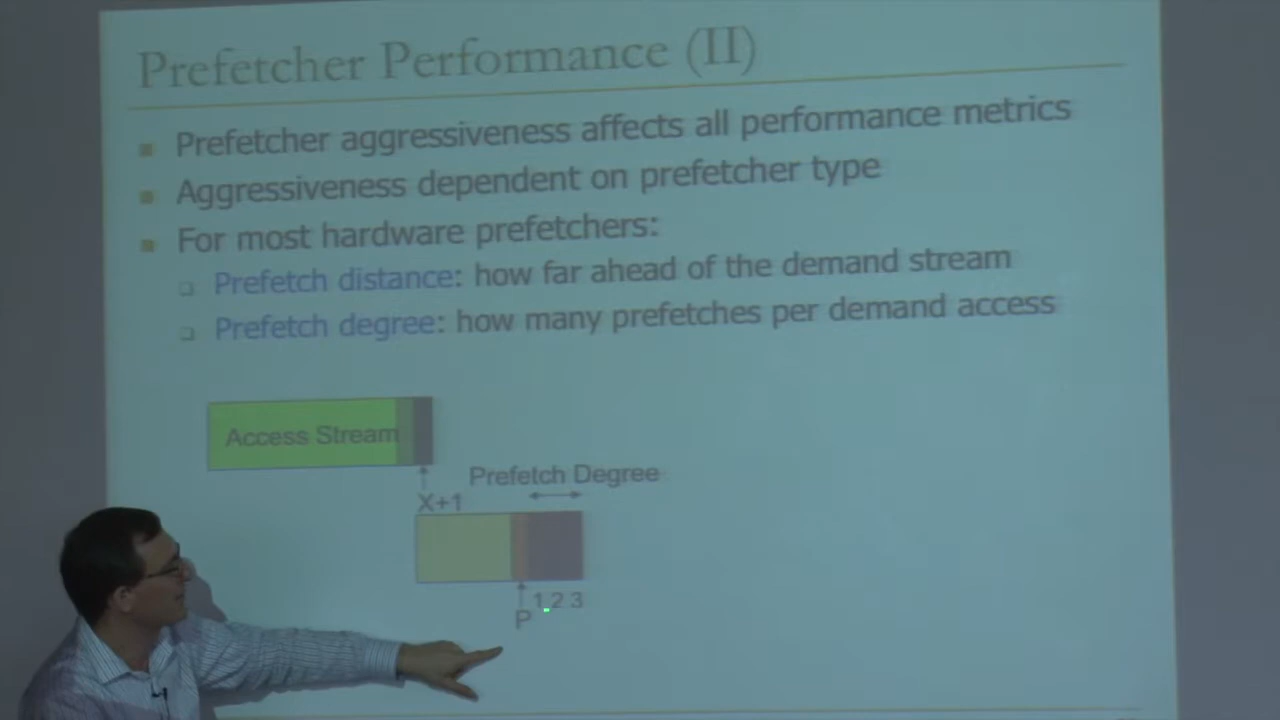 Prefetcher Performance (II)
Prefetcher aggressiveness affects all performance metrics
Aggressiveness dependent on prefetcher type
For most hardware prefetchers:
Prefetch distance: how far ahead of the demand stream
Prefetch degree: how many prefetches per demand access
Access Stream
Prefetch Degree
X+1
1 2 3
P